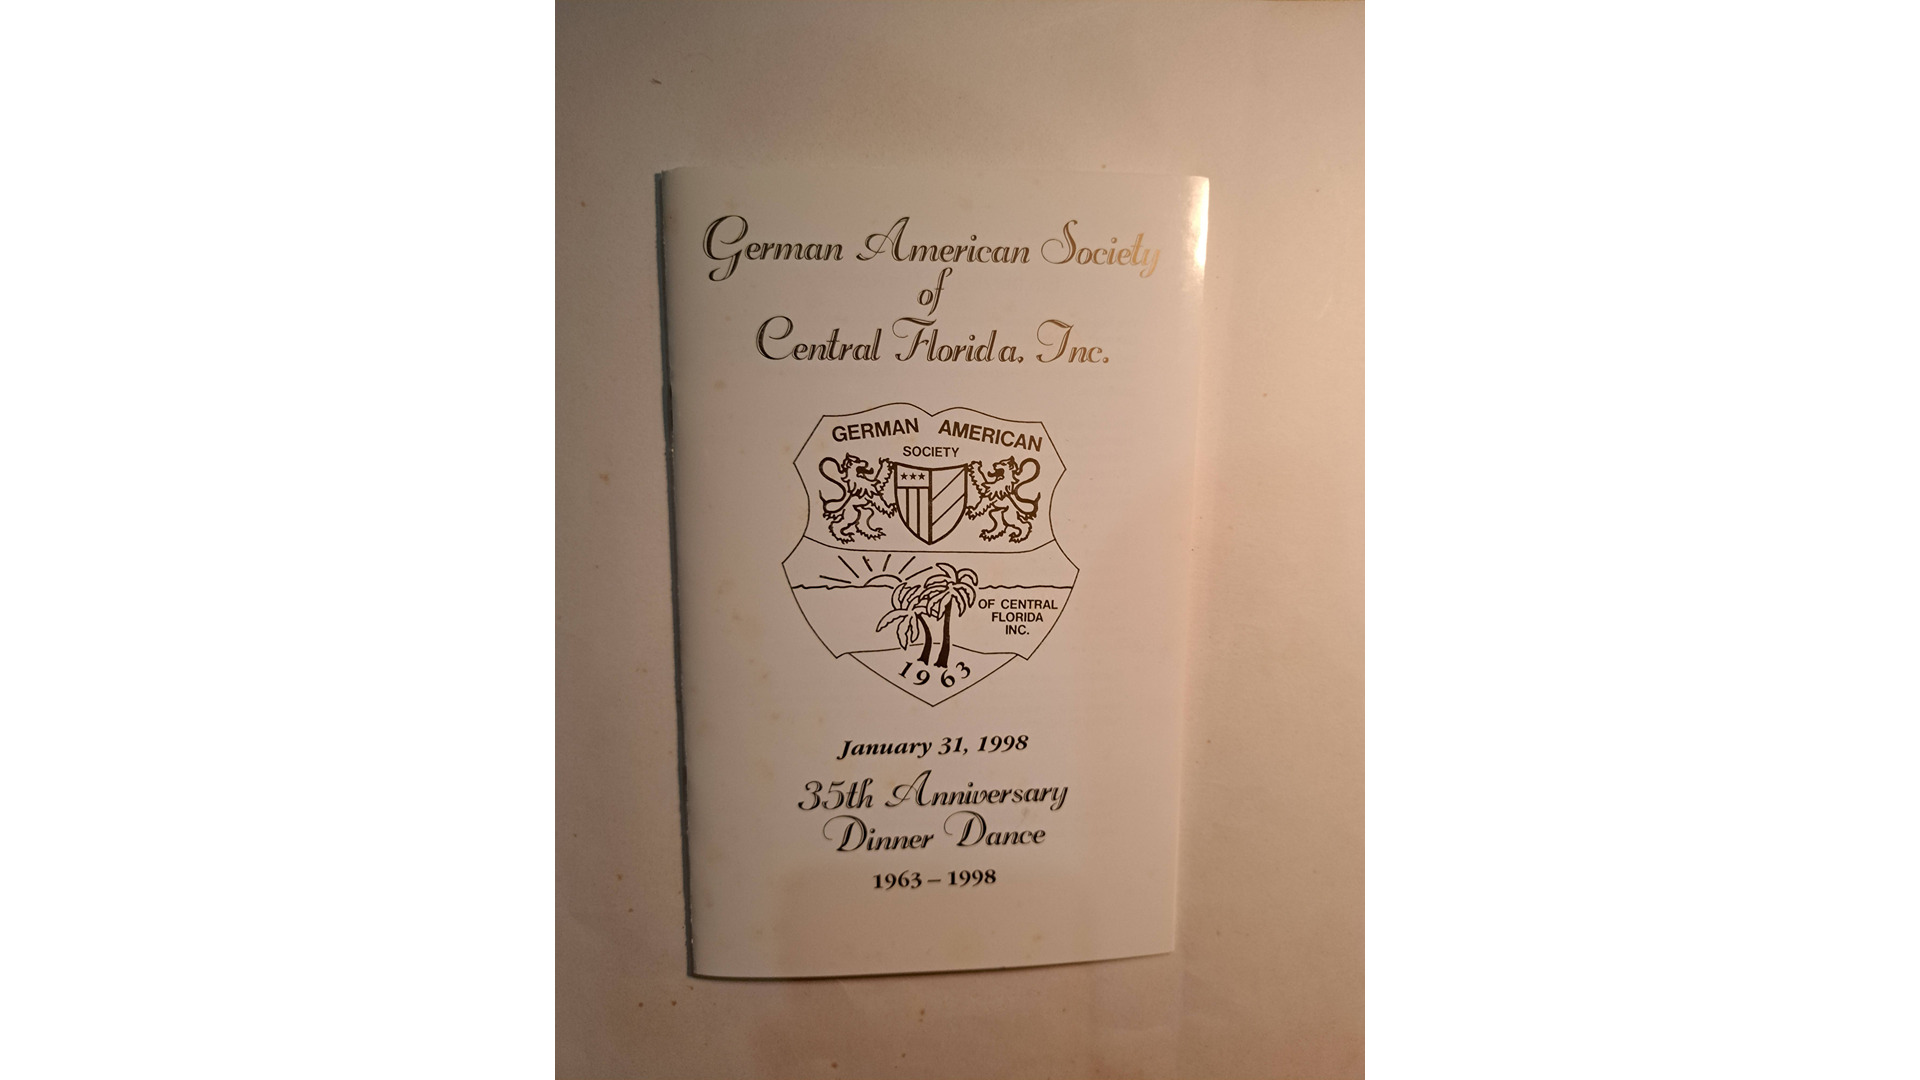 German American Society
of
Central Florida, Inc.
GERMAN AMERICAN
SOCIETY
OF CENTRAL
FLORIDA
INC.
1963
January 31, 1998
35th Anniversary
Dinner Dance
1963 – 1998